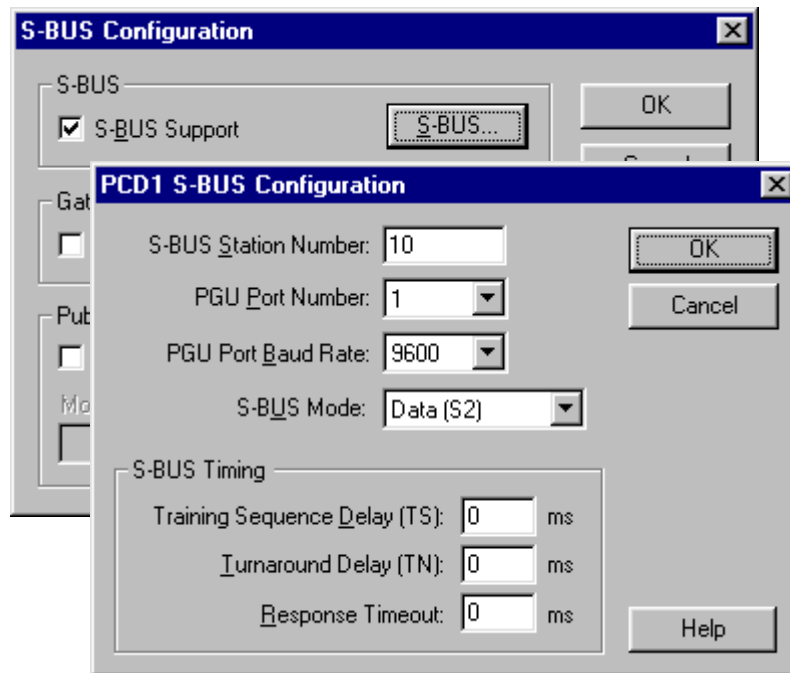 S-BUS Configuration
S-BUS
S-BUS Support
S-BUS...
OK
PCD1 S-BUS Configuration
S-BUS Station Number: 10
OK
PGU Port Number: 1
Cancel
PGU Port Baud Rate: 9600
S-BUS Mode: Data (S2)
S-BUS Timing
Training Sequence Delay (TS): 0 ms
Turnaround Delay (TN): 0 ms
Response Timeout: 0 ms
Help